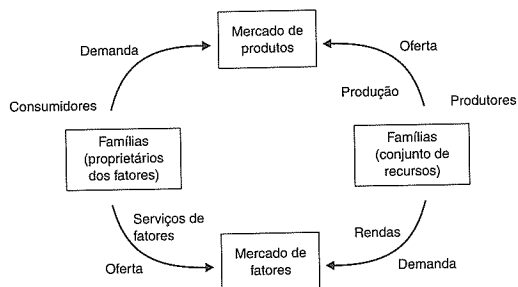 Mercado de
produtos
Demanda
Oferta
Produção
Consumidores
Produtores
Famílias
(proprietários
dos fatores)
Famílias
(conjunto de
recursos)
Serviços de
fatores
Rendas
Oferta
Mercado de
fatores
Demanda